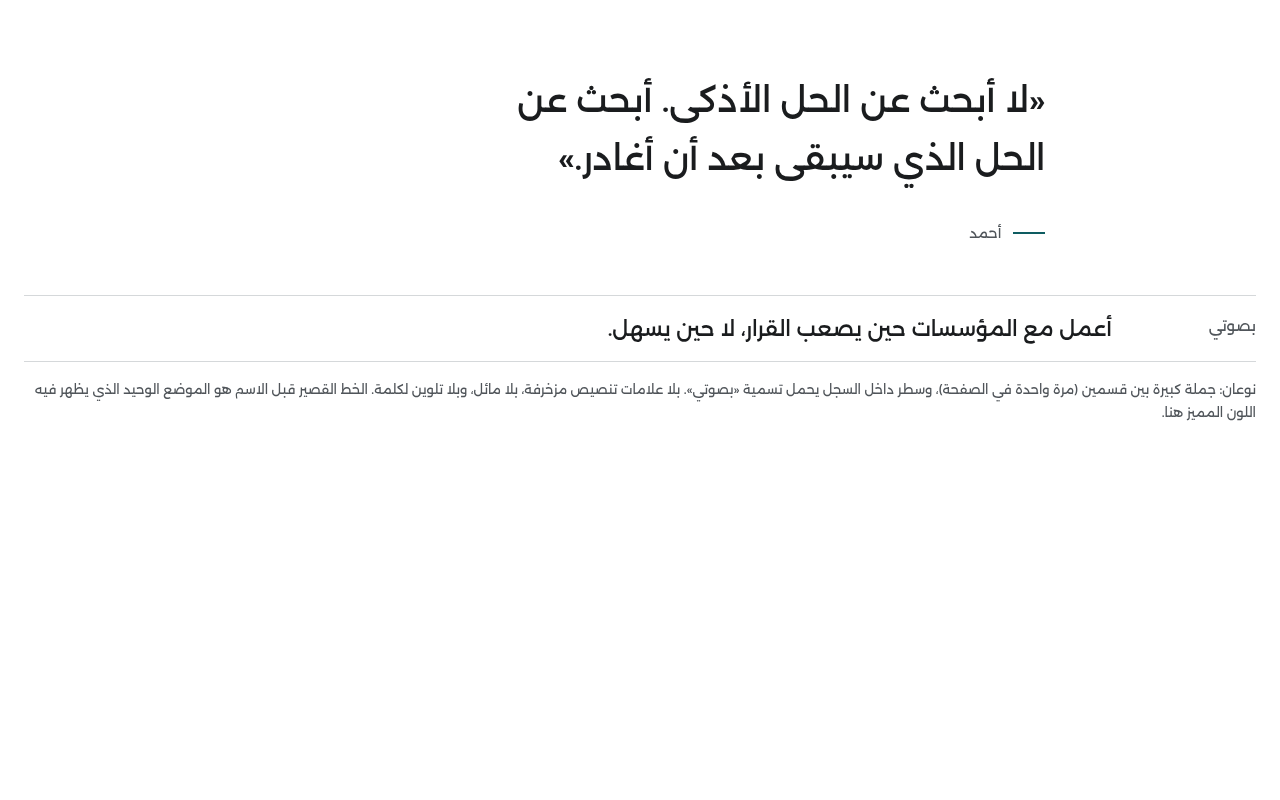 «لا أبحث عن الحل الأذكى. أبحث عن
الحل الذي سيبقى بعد أن أغادر.»
أحمد
بصوتي
أعمل مع المؤسسات حين يصعب القرار، لا حين يسهل.
نوعان: جملة كبيرة بين قسمين (مرة واحدة في الصفحة)، وسطر داخل السجل يحمل تسمية «بصوتي». بلا علامات تنصيص مزخرفة، بلا مائل، وبلا تلوين لكلمة. الخط القصير قبل الاسم هو الموضع الوحيد الذي يظهر فيه
اللون المميز هنا.